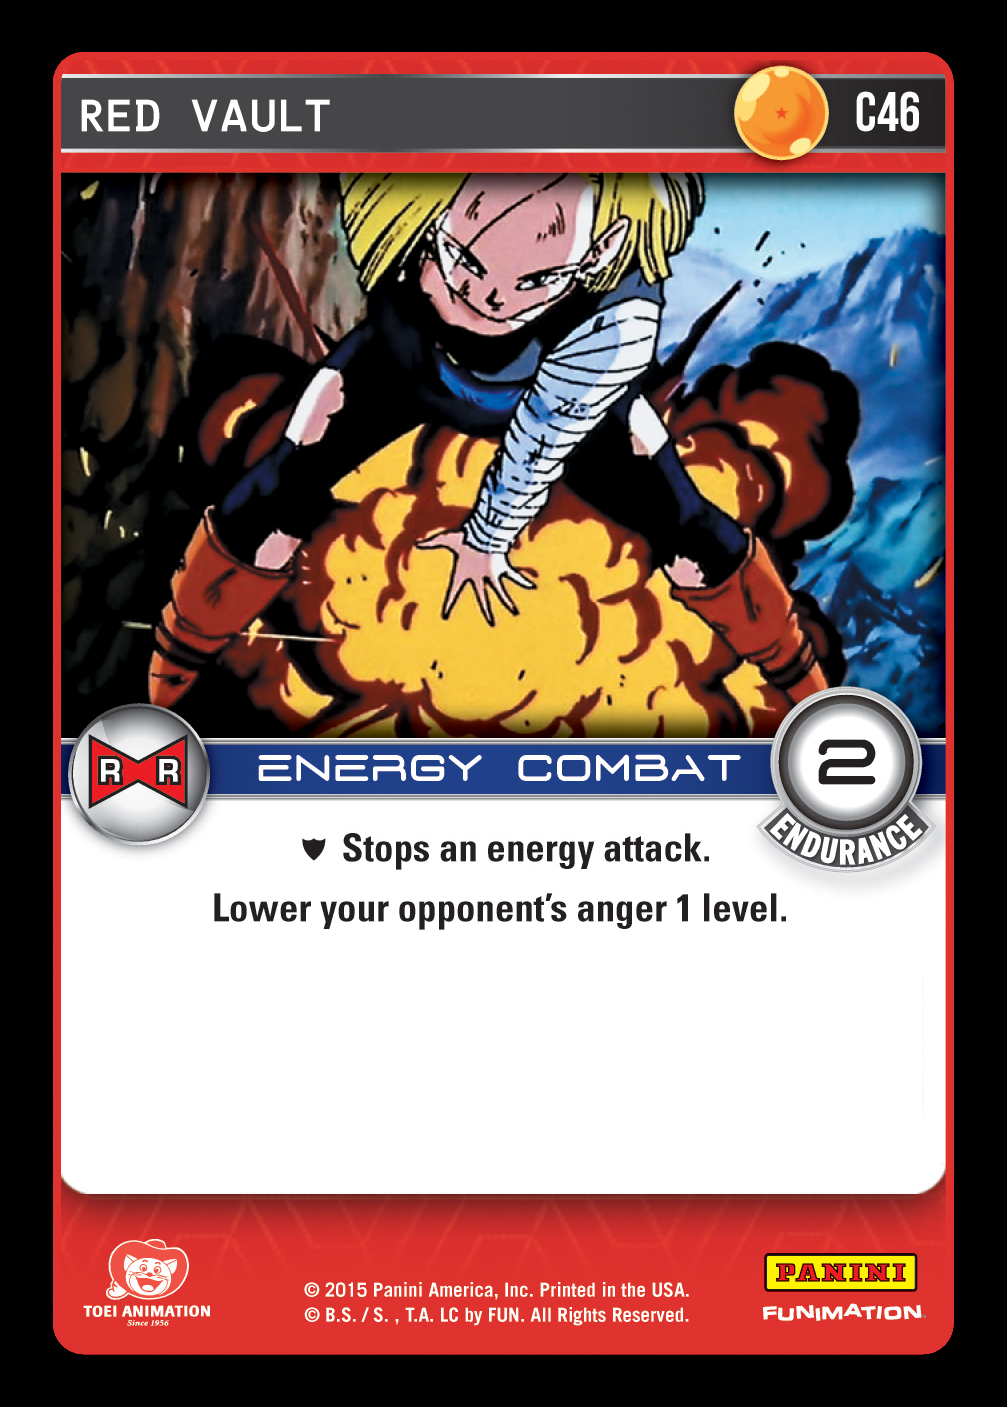 RED VAULT
C46
R R
ENERGY COMBAT
2
ENDURANCE
Stops an energy attack.
Lower your opponent's anger 1 level.
TOEI ANIMATION
Since 1956
© 2015 Panini America, Inc. Printed in the USA.
© B.S. / S. , T.A. LC by FUN. All Rights Reserved.
PANINI
FUNIMATION